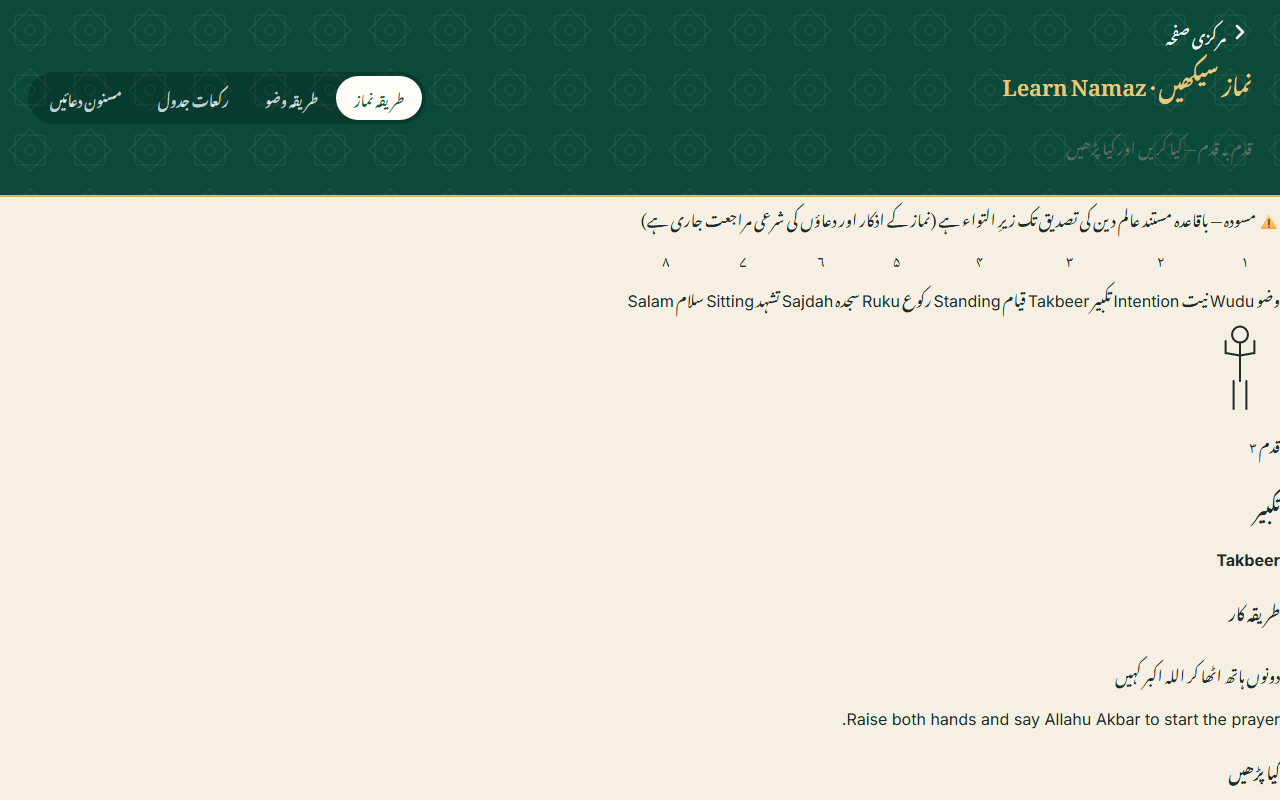 مرکزی صفحہ
نماز سیکھیں · Learn Namaz
طریقہ نماز
طریقہ وضو
رکعات جدول
مسنون دعائیں
قدم بہ قدم — کیا کریں اور کیا پڑھیں
⚠️ مسودہ — باقاعدہ مستند عالم دین کی تصدیق تک زیرِ التواء ہے (نماز کے اذکار اور دعاؤں کی شرعی مراجعت جاری ہے)
۱ ۲ ۳ ۴ ۵ ۶ ۷ ۸
وضو Wudu نیت Intention تکبیر Takbeer قیام Standing رکوع Ruku سجدہ Sajdah تشہد Sitting سلام Salam
قدم ۳
تکبیر
Takbeer
طریقہ کار
دونوں ہاتھ اٹھا کر اللہ اکبر کہیں
Raise both hands and say Allahu Akbar to start the prayer.
کیا پڑھیں